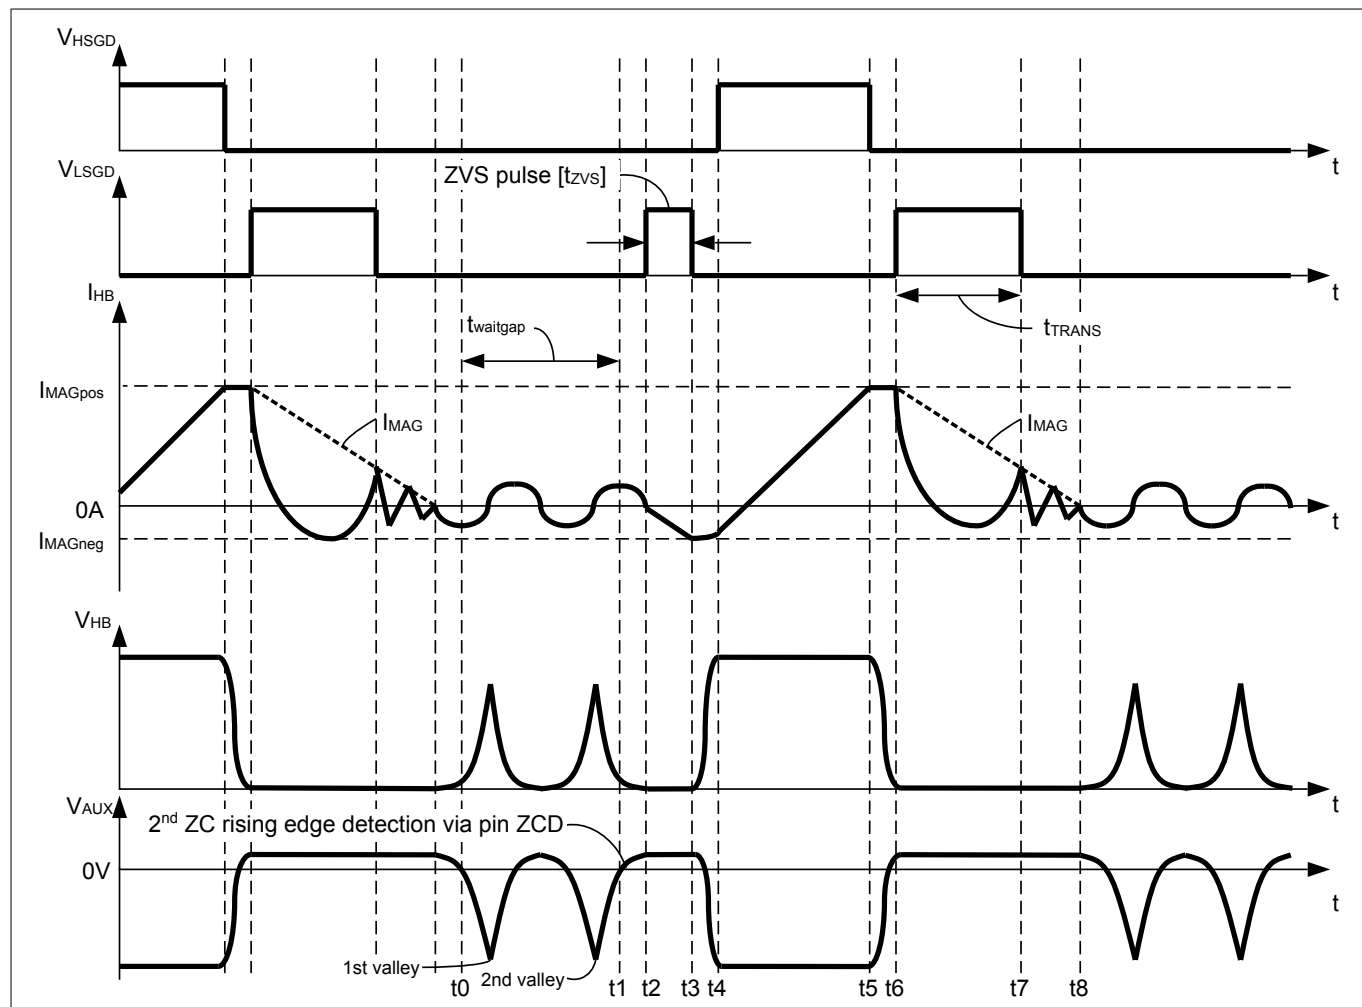 VHSGD
t
VLSGD
ZVS pulse [tZVS]
t
IHB
twaitgap
tTRANS
IMAGpos
IMAG
IMAG
0A
t
IMAGneg
VHB
t
VAUX
2nd ZC rising edge detection via pin ZCD
0V
t
1st valley
2nd valley
t0 t1 t2 t3 t4 t5 t6 t7 t8